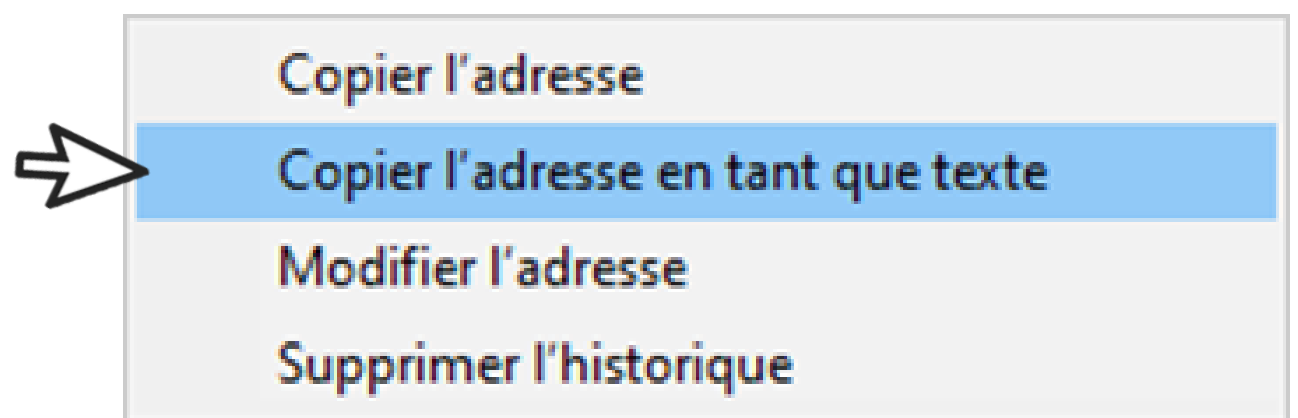 Copier l'adresse
Copier l'adresse en tant que texte
Modifier l'adresse
Supprimer l'historique